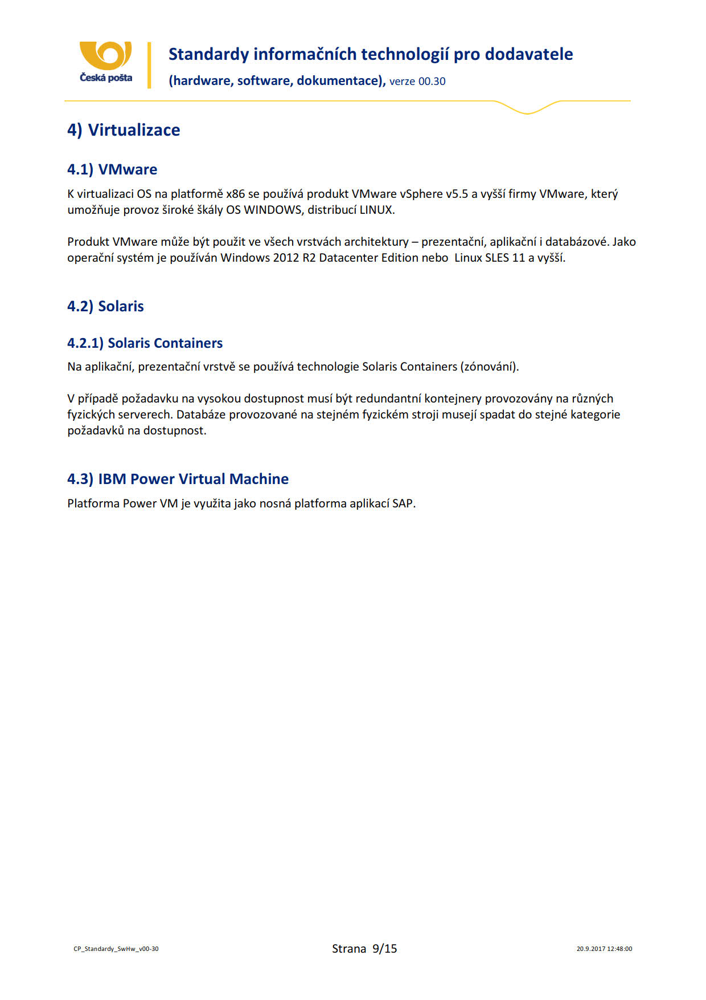 Česká pošta
Standardy informačních technologií pro dodavatele
(hardware, software, dokumentace), verze 00.30
4) Virtualizace
4.1) VMware
K virtualizaci OS na platformě x86 se používá produkt VMware vSphere v5.5 a vyšší firmy VMware, který
umožňuje provoz široké škály OS WINDOWS, distribucí LINUX.
Produkt VMware může být použit ve všech vrstvách architektury – prezentační, aplikační i databázové. Jako
operační systém je používán Windows 2012 R2 Datacenter Edition nebo  Linux SLES 11 a vyšší.
4.2) Solaris
4.2.1) Solaris Containers
Na aplikační, prezentační vrstvě se používá technologie Solaris Containers (zónování).
V případě požadavku na vysokou dostupnost musí být redundantní kontejnery provozovány na různých
fyzických serverech. Databáze provozované na stejném fyzickém stroji musejí spadat do stejné kategorie
požadavků na dostupnost.
4.3) IBM Power Virtual Machine
Platforma Power VM je využita jako nosná platforma aplikací SAP.
CP_Standardy_SwHw_v00-30
Strana  9/15
20.9.2017 12:48:00